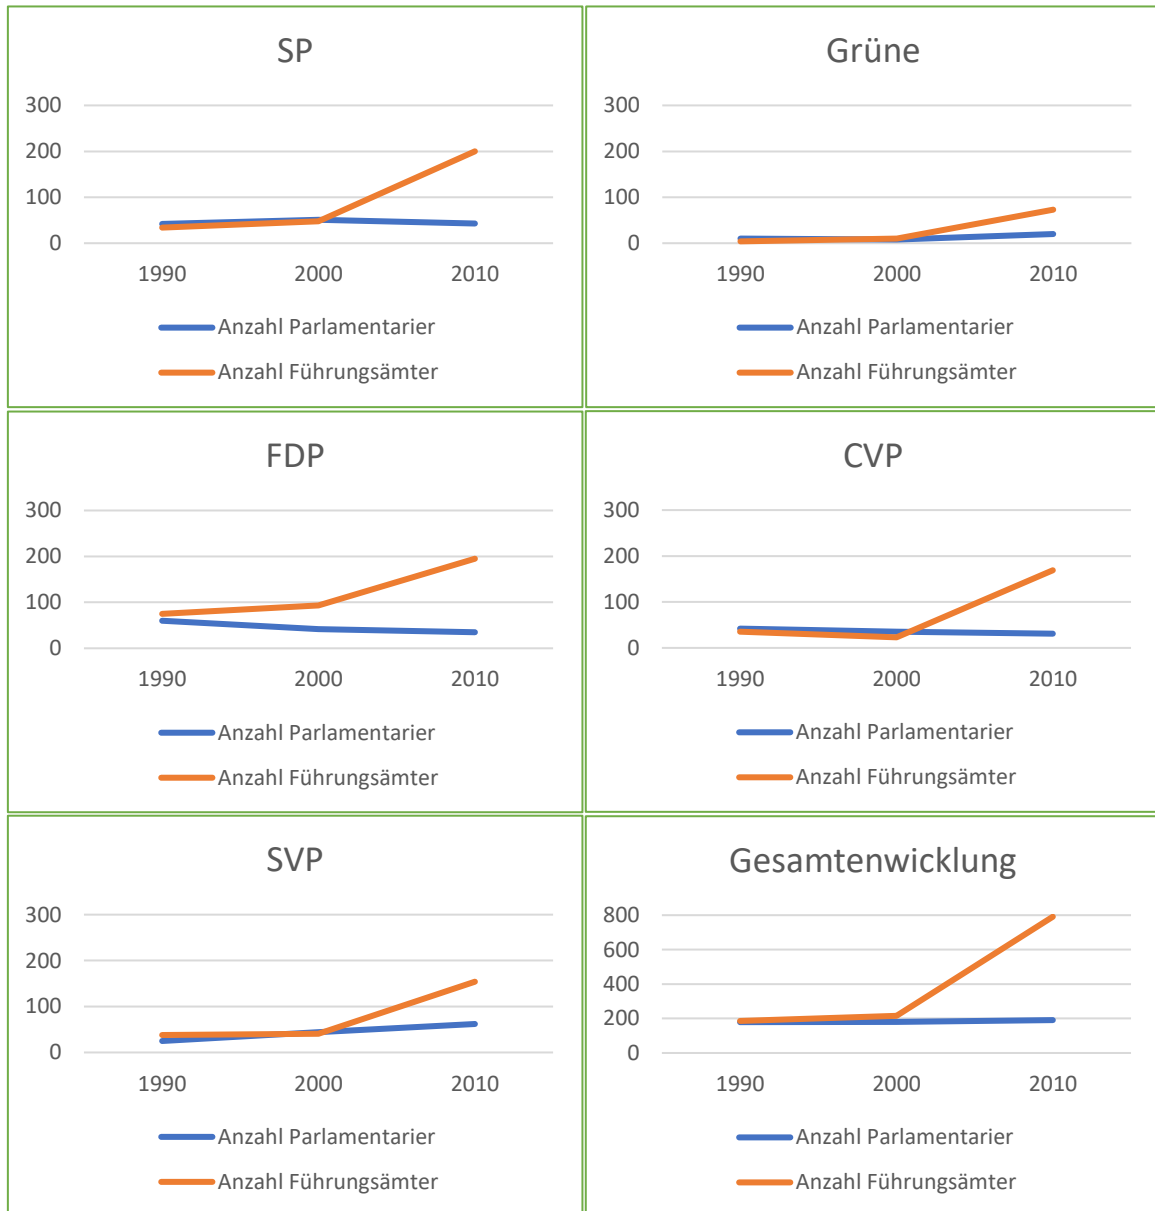 SP
300
200
100
0
1990 2000 2010
Anzahl Parlamentarier
Anzahl Führungsämter
Grüne
300
200
100
0
1990 2000 2010
Anzahl Parlamentarier
Anzahl Führungsämter
FDP
300
200
100
0
1990 2000 2010
Anzahl Parlamentarier
Anzahl Führungsämter
CVP
300
200
100
0
1990 2000 2010
Anzahl Parlamentarier
Anzahl Führungsämter
SVP
300
200
100
0
1990 2000 2010
Anzahl Parlamentarier
Anzahl Führungsämter
Gesamtenwicklung
800
600
400
200
0
1990 2000 2010
Anzahl Parlamentarier
Anzahl Führungsämter